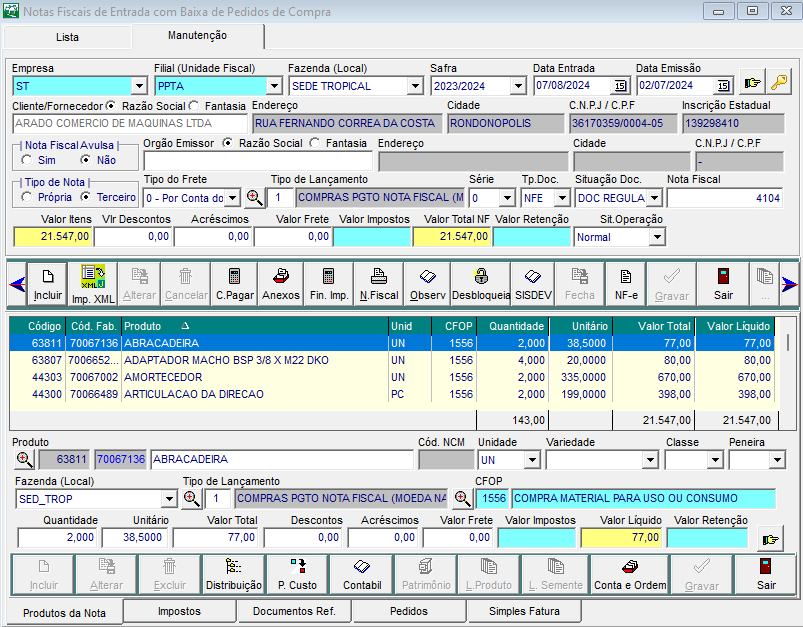 Notas Fiscais de Entrada com Baixa de Pedidos de Compra
Lista Manutenção
Empresa Filial (Unidade Fiscal) Fazenda (Local) Safra Data Entrada Data Emissão
ST PPTA SEDE TROPICAL 2023/2024 07/08/2024 15 02/07/2024 15
Cliente/Fornecedor Razão Social Fantasia Endereço Cidade C.N.P.J / C.P.F Inscrição Estadual
ARADO COMERCIO DE MAQUINAS LTDA RUA FERNANDO CORREA DA COSTA RONDONOPOLIS 36170359/0004-05 139298410
Nota Fiscal Avulsa Orgão Emissor Razão Social Fantasia Endereço Cidade C.N.P.J / C.P.F
Sim Não -
Tipo de Nota Tipo do Frete Tipo do Lançamento Série Tp.Doc. Situação Doc. Nota Fiscal
Própria Terceiro 0 - Por Conta do 1 COMPRAS PGTO NOTA FISCAL (M 0 NFE DOC REGULA 4104
Valor Itens Vlr Descontos Acréscimos Valor Frete Valor Impostos Valor Total NF Valor Retenção Sit.Operação
21.547,00 0,00 0,00 0,00 21.547,00 Normal
Incluir Imp. XML Alterar Cancelar C.Pagar Anexos Fin. Imp. N.Fiscal Observ Desbloqueia SISDEV Fecha NF-e Gravar Sair ...
Código Cód. Fab. Produto Unid CFOP Quantidade Unitário Valor Total Valor Líquido
63811 70067136 ABRACADEIRA UN 1556 2,000 38,5000 77,00 77,00
63807 7006652... ADAPTADOR MACHO BSP 3/8 X M22 DKO UN 1556 4,000 20,0000 80,00 80,00
44303 70067002 AMORTECEDOR UN 1556 2,000 335,0000 670,00 670,00
44300 70066489 ARTICULACAO DA DIRECAO PC 1556 2,000 199,0000 398,00 398,00
143,00 21.547,00 21.547,00
Produto Cód. NCM Unidade Variedade Classe Peneira
63811 70067136 ABRACADEIRA UN
Fazenda (Local) Tipo de Lançamento CFOP
SED_TROP 1 COMPRAS PGTO NOTA FISCAL (MOEDA NA 1556 COMPRA MATERIAL PARA USO OU CONSUMO
Quantidade Unitário Valor Total Descontos Acréscimos Valor Frete Valor Impostos Valor Líquido Valor Retenção
2,000 38,5000 77,00 0,00 0,00 0,00 77,00
Incluir Alterar Excluir Distribuição P. Custo Contabil Patrimônio L.Produto L. Semente Conta e Ordem Gravar Sair
Produtos da Nota Impostos Documentos Ref. Pedidos Simples Fatura